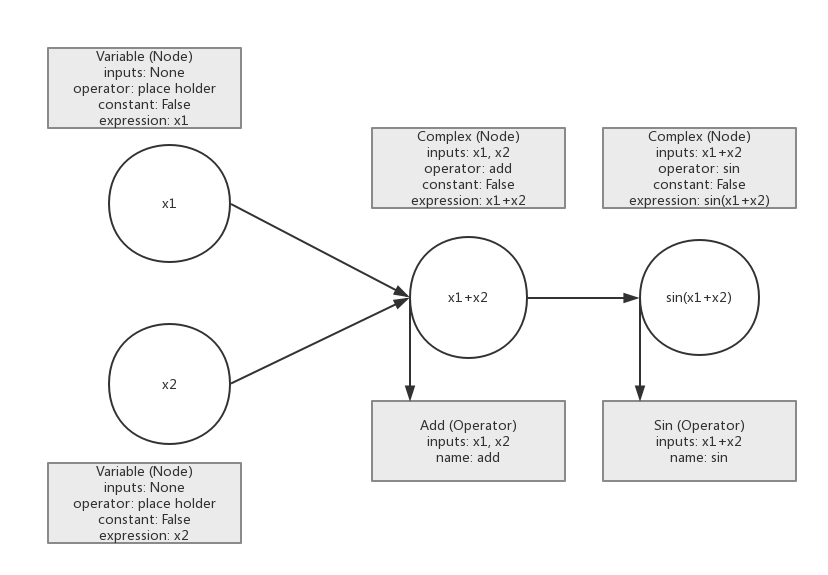 Variable (Node)
inputs: None
operator: place holder
constant: False
expression: x1
x1
Complex (Node)
inputs: x1, x2
operator: add
constant: False
expression: x1+x2
Complex (Node)
inputs: x1+x2
operator: sin
constant: False
expression: sin(x1+x2)
x1+x2
sin(x1+x2)
x2
Add (Operator)
inputs: x1, x2
name: add
Sin (Operator)
inputs: x1+x2
name: sin
Variable (Node)
inputs: None
operator: place holder
constant: False
expression: x2